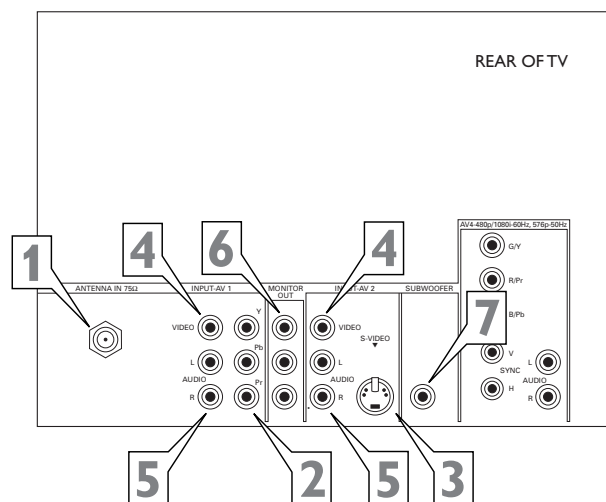 REAR OF TV
AV4-480p/1080i-60Hz, 576p-50Hz
G/Y
1
4
6
4
R/Pr
ANTENNA IN 75Ω
INPUT-AV 1
MONITOR OUT
INPUT-AV 2
SUBWOOFER
7
B/Pb
VIDEO
Y
Pr
VIDEO
S-VIDEO
V
L
Pb
L
SYNC
L
AUDIO
Pr
AUDIO
H
AUDIO
R
R
R
5
2
5
3